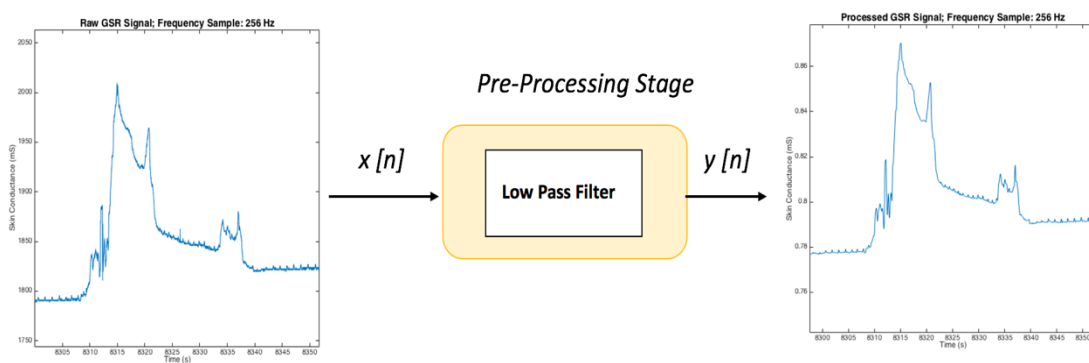 Raw GSR Signal; Frequency Sample: 256 Hz
2050
2000
1950
1900
1850
1800
1750
Skin Conductance (mS)
8305 8310 8315 8320 8325 8330 8335 8340 8345 8350
Time (s)
Pre-Processing Stage
x [n]
Low Pass Filter
y [n]
Processed GSR Signal; Frequency Sample: 256 Hz
0.86
0.84
0.82
0.8
0.78
0.76
Skin Conductance (mS)
8300 8305 8310 8315 8320 8325 8330 8335 8340 8345 8350
Time (s)